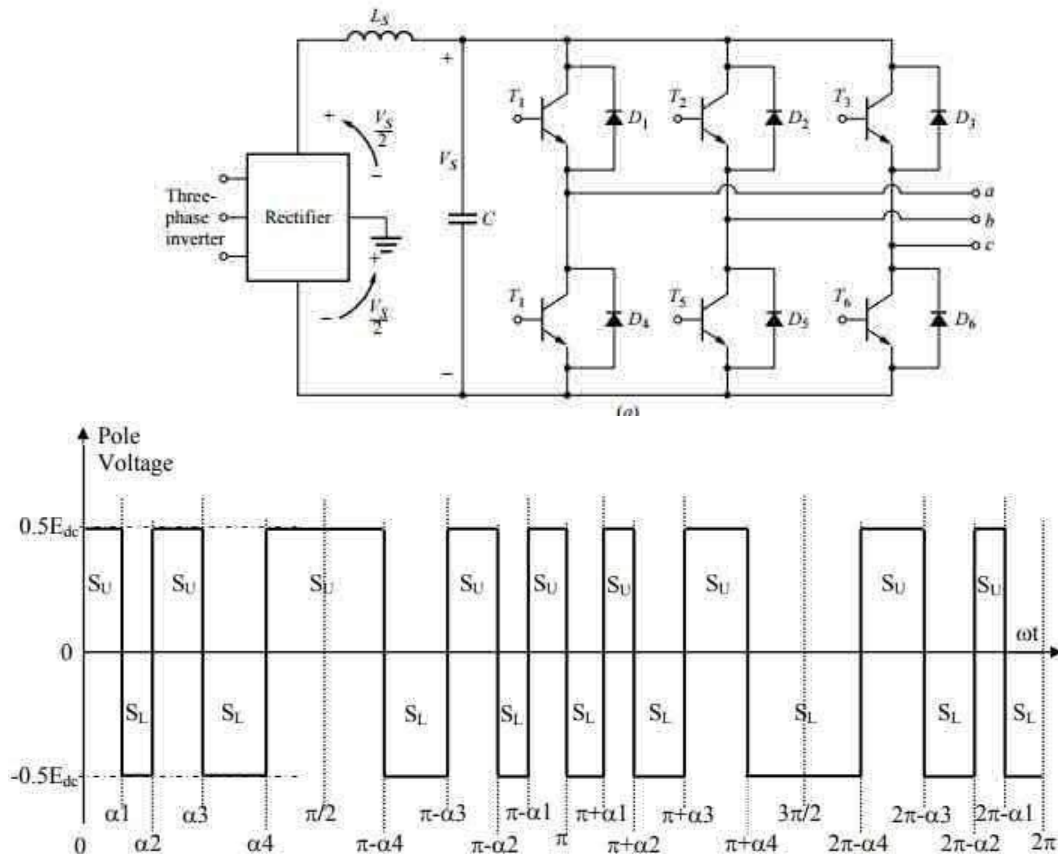 L_S
+
T_1
D_1
T_2
D_2
T_3
D_3
+
V_S
2
−
V_S
Three-
phase
inverter
Rectifier
C
a
b
c
+
−
V_S
2
T_1
D_4
T_5
D_5
T_6
D_6
−
(a)
Pole
Voltage
0.5E_dc
S_U S_U S_U S_U S_U S_U S_U S_U S_U
ωt
0
S_L S_L S_L S_L S_L S_L S_L S_L S_L
-0.5E_dc
α1 α3 π/2 π-α3 π-α1 π+α1 π+α3 3π/2 2π-α3 2π-α1
0 α2 α4 π-α4 π-α2 π π+α2 π+α4 2π-α4 2π-α2 2π